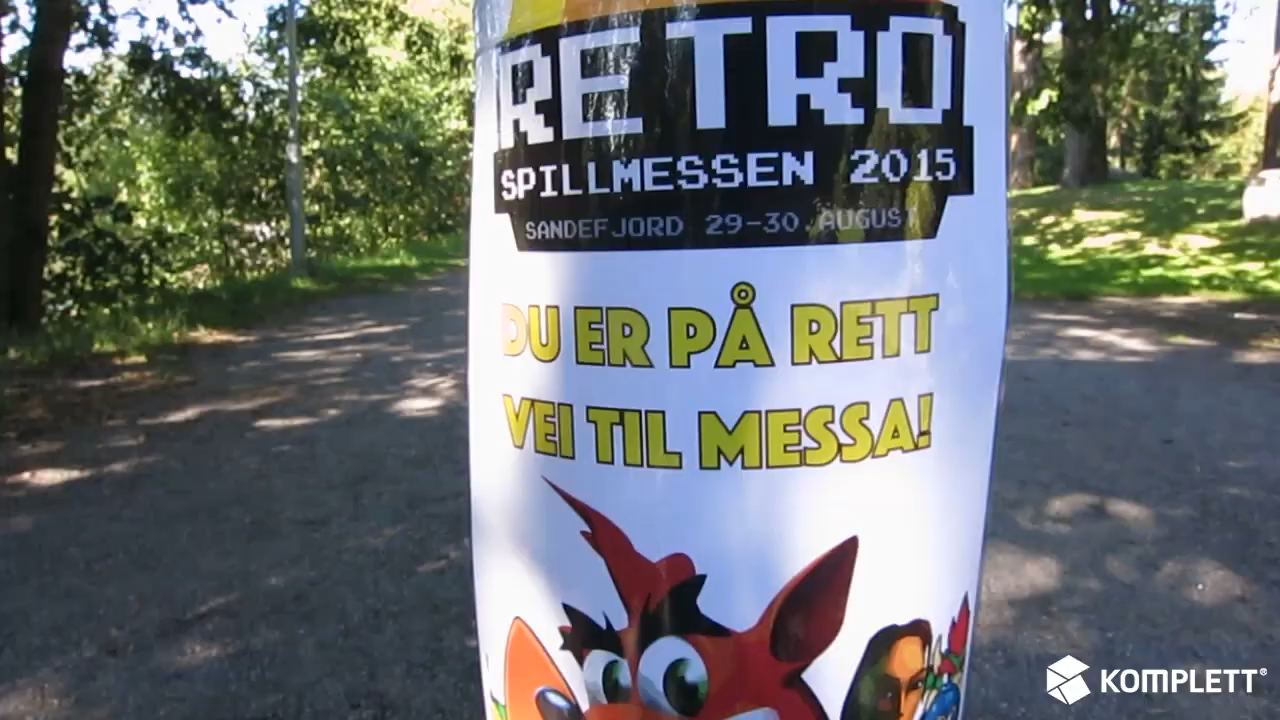 RETRO
SPILLMESSEN 2015
SANDEFJORD 29-30.AUGUST
DU ER PÅ RETT
VEI TIL MESSA!
KOMPLETT®